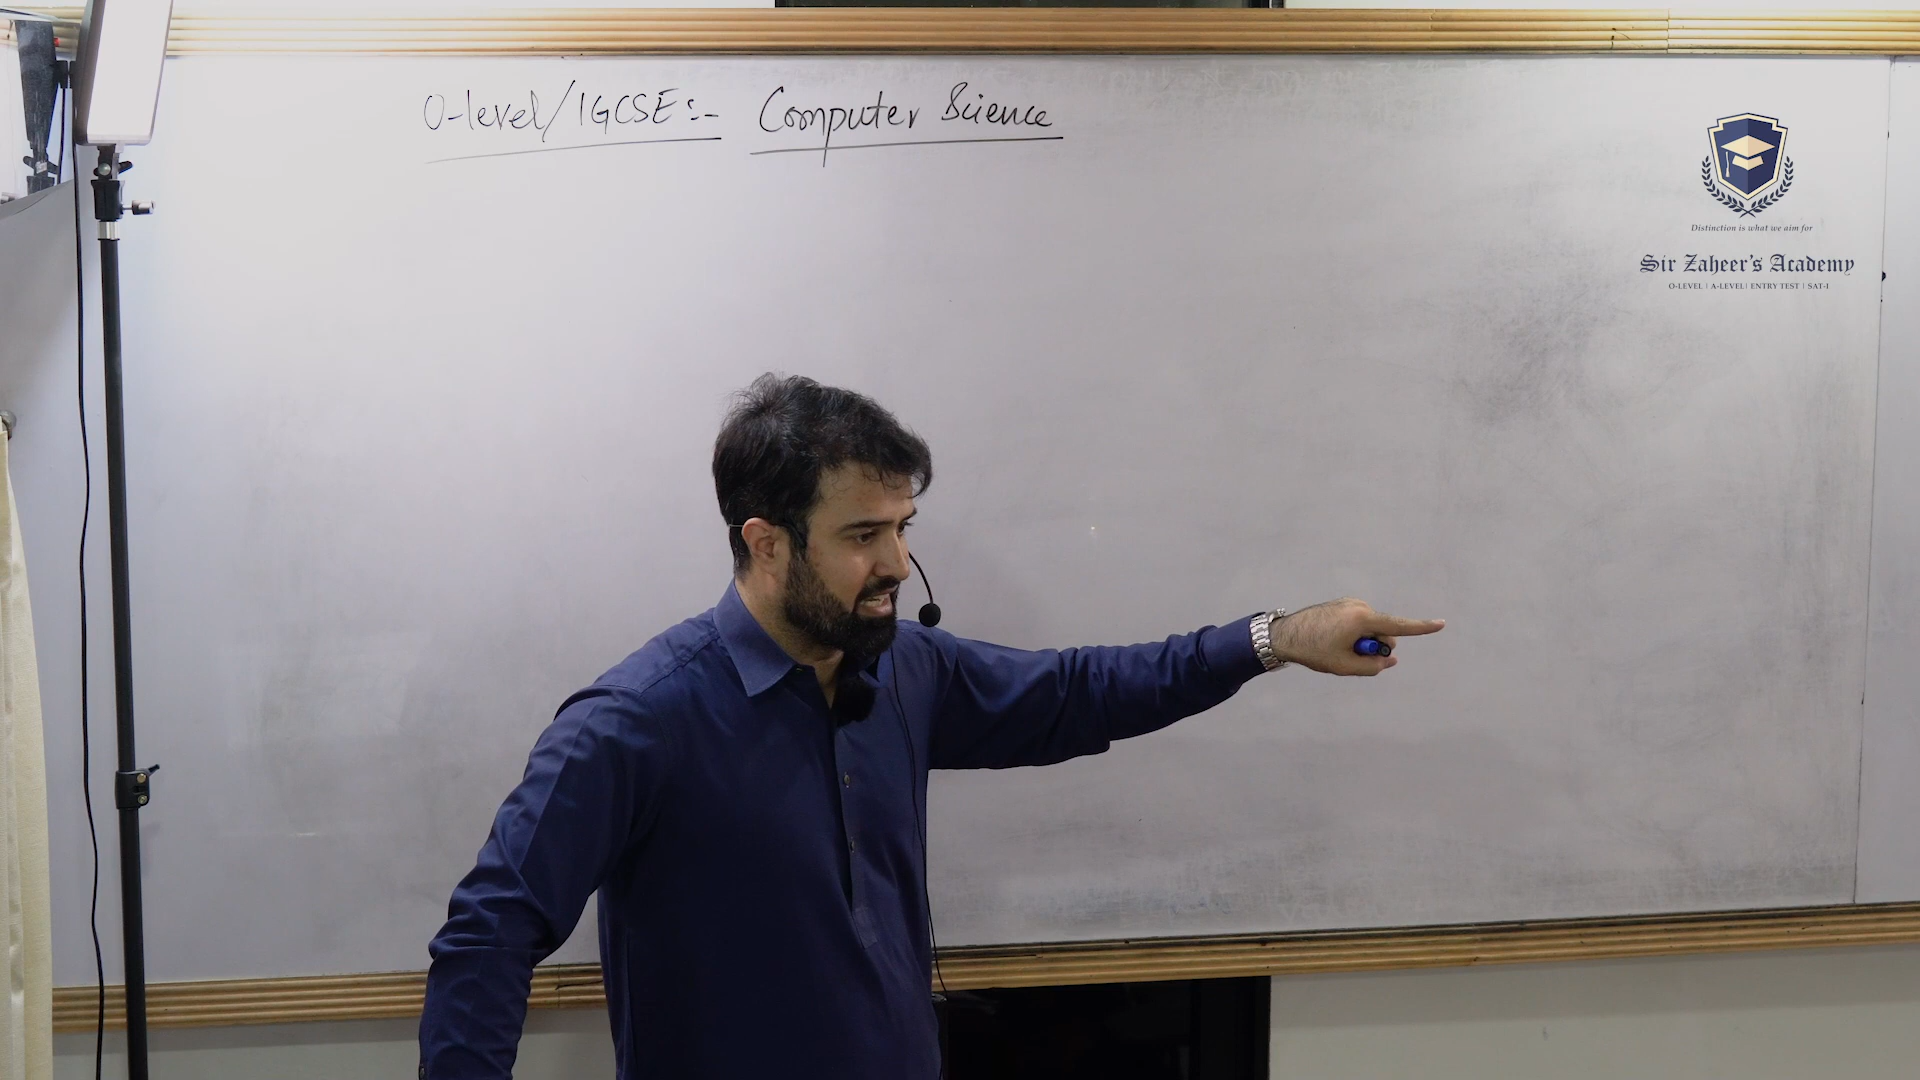 O-level/IGCSE:- Computer Science
Distinction is what we aim for
Sir Zaheer's Academy
O-LEVEL | A-LEVEL | ENTRY TEST | SAT-I